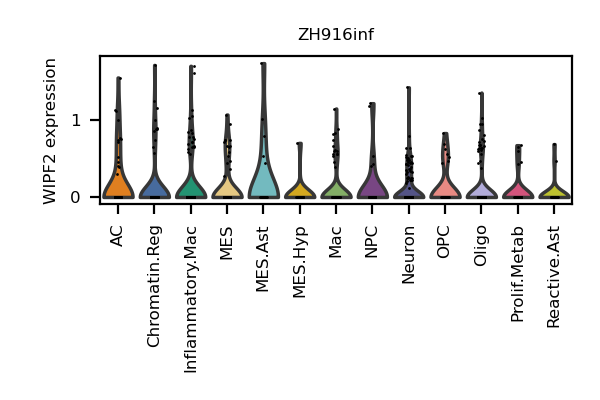 ZH916inf
WIPF2 expression
1
0
AC
Chromatin.Reg
Inflammatory.Mac
MES
MES.Ast
MES.Hyp
Mac
NPC
Neuron
OPC
Oligo
Prolif.Metab
Reactive.Ast